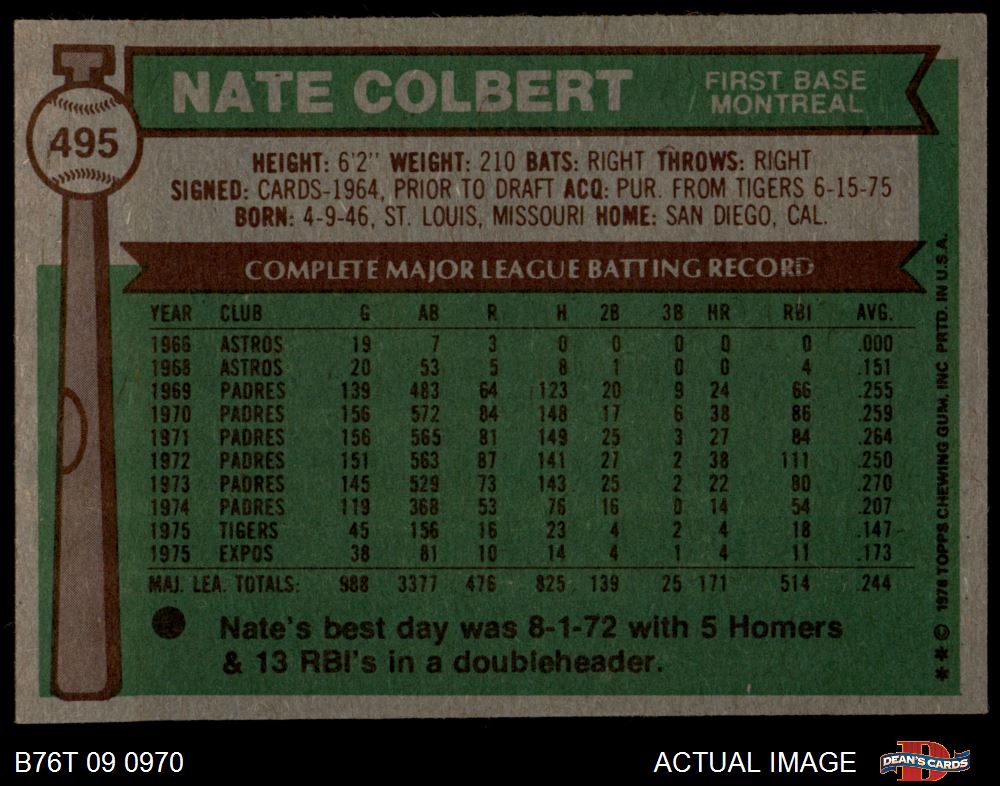 495
NATE COLBERT
FIRST BASE
MONTREAL
HEIGHT: 6'2" WEIGHT: 210 BATS: RIGHT THROWS: RIGHT
SIGNED: CARDS-1964, PRIOR TO DRAFT ACQ: PUR. FROM TIGERS 6-15-75
BORN: 4-9-46, ST. LOUIS, MISSOURI HOME: SAN DIEGO, CAL.
COMPLETE MAJOR LEAGUE BATTING RECORD
YEAR CLUB G AB R H 2B 3B HR RBI AVG.
1966 ASTROS 19 7 3 0 0 0 0 0 .000
1968 ASTROS 20 53 5 8 1 0 0 4 .151
1969 PADRES 139 483 64 123 20 9 24 66 .255
1970 PADRES 156 572 84 148 17 6 38 86 .259
1971 PADRES 156 565 81 149 25 3 27 84 .264
1972 PADRES 151 563 87 141 27 2 38 111 .250
1973 PADRES 145 529 73 143 25 2 22 80 .270
1974 PADRES 119 368 53 76 16 0 14 54 .207
1975 TIGERS 45 156 16 23 4 2 4 18 .147
1975 EXPOS 38 81 10 14 4 1 4 11 .173
MAJ. LEA. TOTALS: 988 3377 476 825 139 25 171 514 .244
Nate's best day was 8-1-72 with 5 Homers
& 13 RBI's in a doubleheader.
**© 1976 TOPPS CHEWING GUM, INC PRTD. IN U.S.A.
B76T 09 0970
ACTUAL IMAGE
DEAN'S CARDS